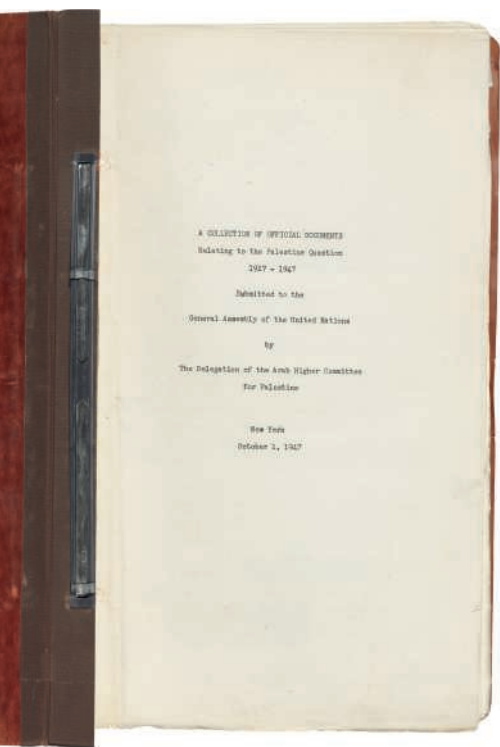 A COLLECTION OF OFFICIAL DOCUMENTS
Relating to the Palestine Question
1917 - 1947
Submitted to the
General Assembly of the United Nations
by
The Delegation of the Arab Higher Committee
for Palestine
New York
October 1, 1947